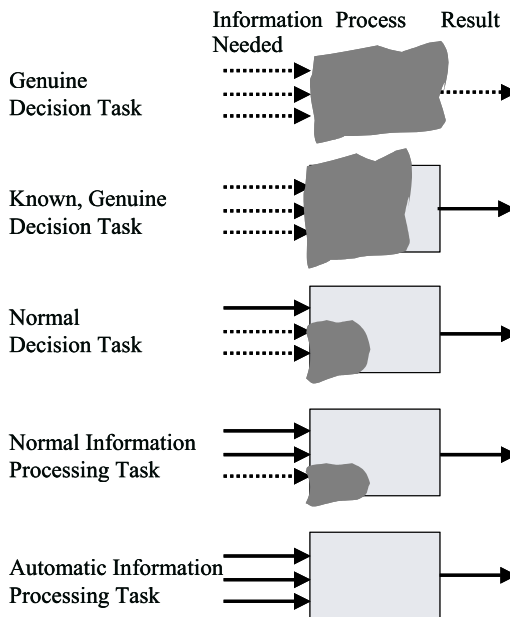 Information Process Result
Needed
Genuine
Decision Task
Known, Genuine
Decision Task
Normal
Decision Task
Normal Information
Processing Task
Automatic Information
Processing Task